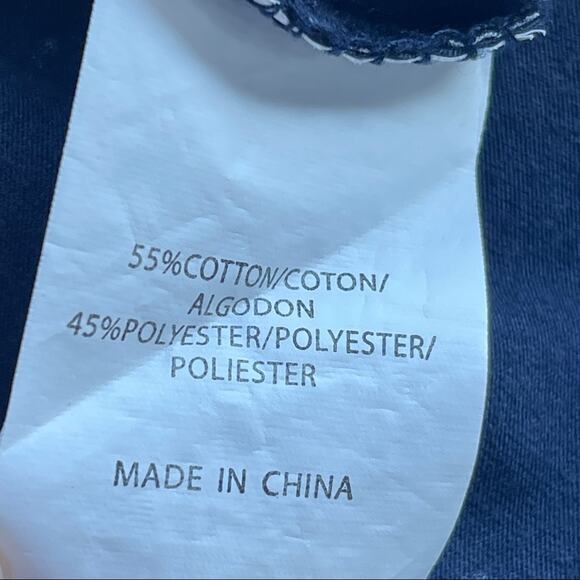 55%COTTON/COTON/
ALGODON
45%POLYESTER/POLYESTER/
POLIESTER
MADE IN CHINA